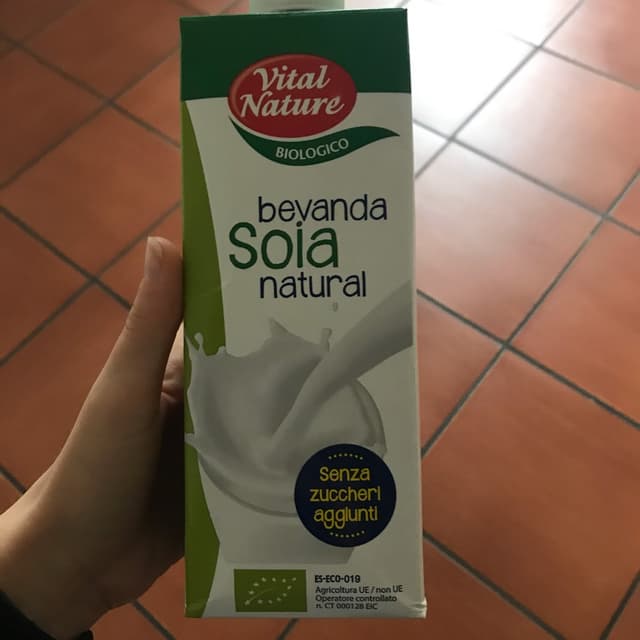 Vital
Nature
BIOLOGICO
bevanda
Soia
natural
Senza
zuccheri
aggiunti
ES-ECO-019
Agricoltura UE / non UE
Operatore controllato
n. CT 000128 EIC